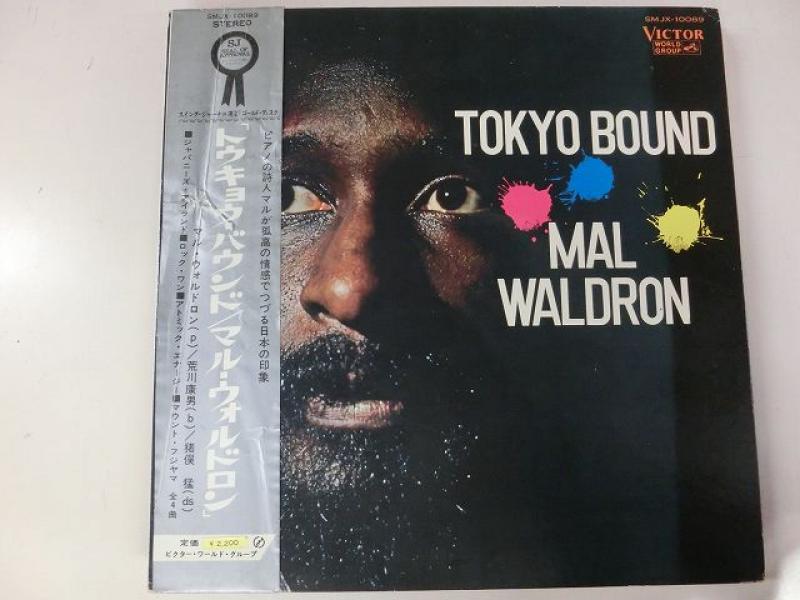 SMJX-10089
STEREO
SJ
スイング・ジャーナル選定 ゴールド・ディスク
ピアノの詩人マルが孤高の情感でつづる日本の印象
「トウキョウ・バウンド/マル・ウォルドロン」
マル・ウォルドロン(p)/荒川康男(b)/猪俣 猛(ds)
■ジャパニーズ・アイランド■ロック・ワン■アトミック・エナージー■マウント・フジヤマ 全4曲
定価 ¥2,200
ビクター・ワールド・グループ
SMJX-10089
VICTOR
WORLD
GROUP
TOKYO BOUND
MAL
WALDRON